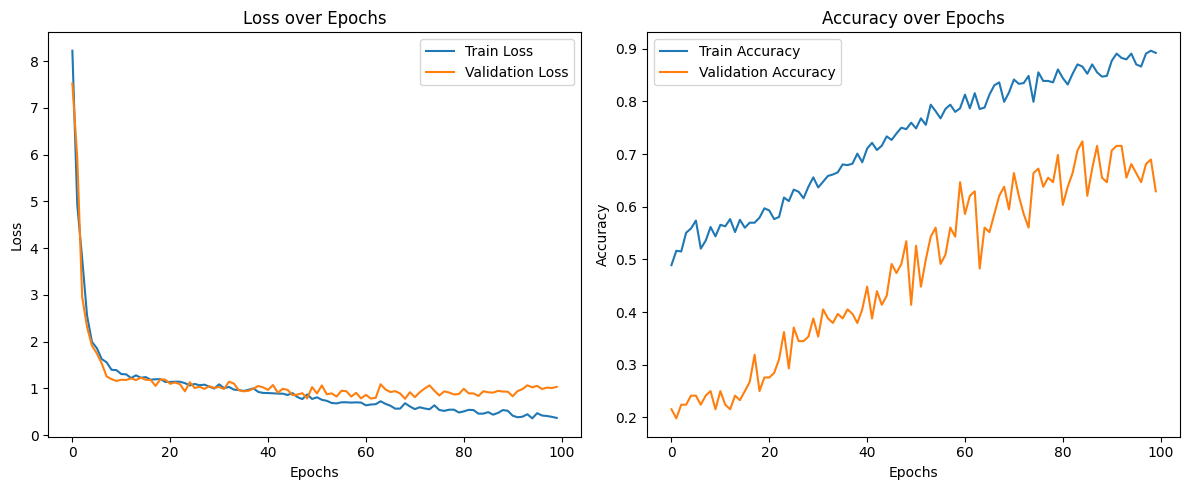 Loss over Epochs
Train Loss
Validation Loss
8
7
6
5
4
3
2
1
0
Loss
0 20 40 60 80 100
Epochs
Accuracy over Epochs
Train Accuracy
Validation Accuracy
0.9
0.8
0.7
0.6
0.5
0.4
0.3
0.2
Accuracy
0 20 40 60 80 100
Epochs